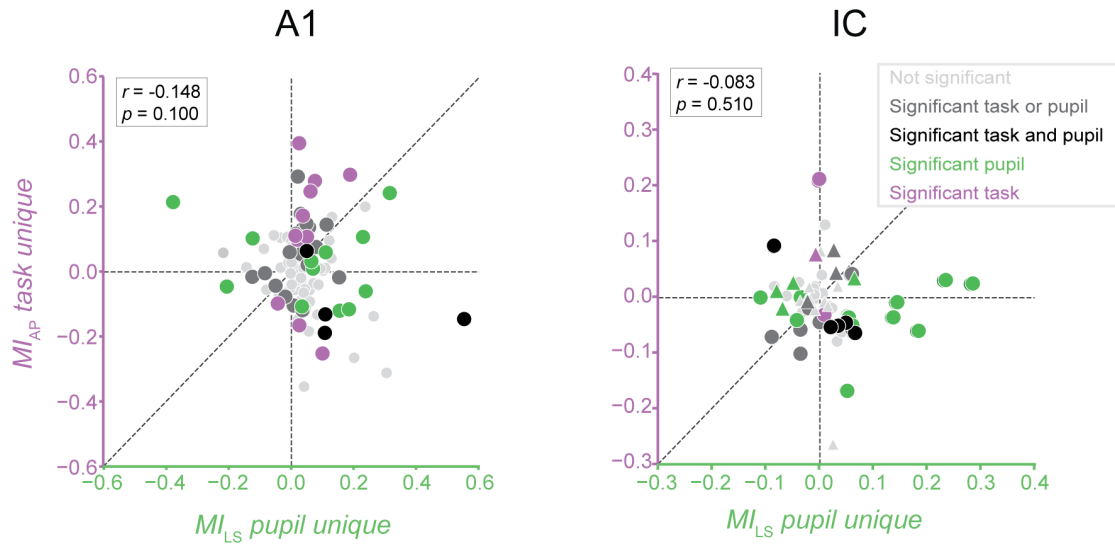 A1
IC
r = -0.148
p = 0.100
r = -0.083
p = 0.510
Not significant
Significant task or pupil
Significant task and pupil
Significant pupil
Significant task
MI_AP task unique
0.6
0.4
0.2
0.0
−0.2
−0.4
−0.6
−0.6
−0.4
−0.2
0.0
0.2
0.4
0.6
MI_LS pupil unique
0.4
0.3
0.2
0.1
−0.0
−0.1
−0.2
−0.3
−0.3
−0.2
−0.1
0.0
0.1
0.2
0.3
0.4
MI_LS pupil unique